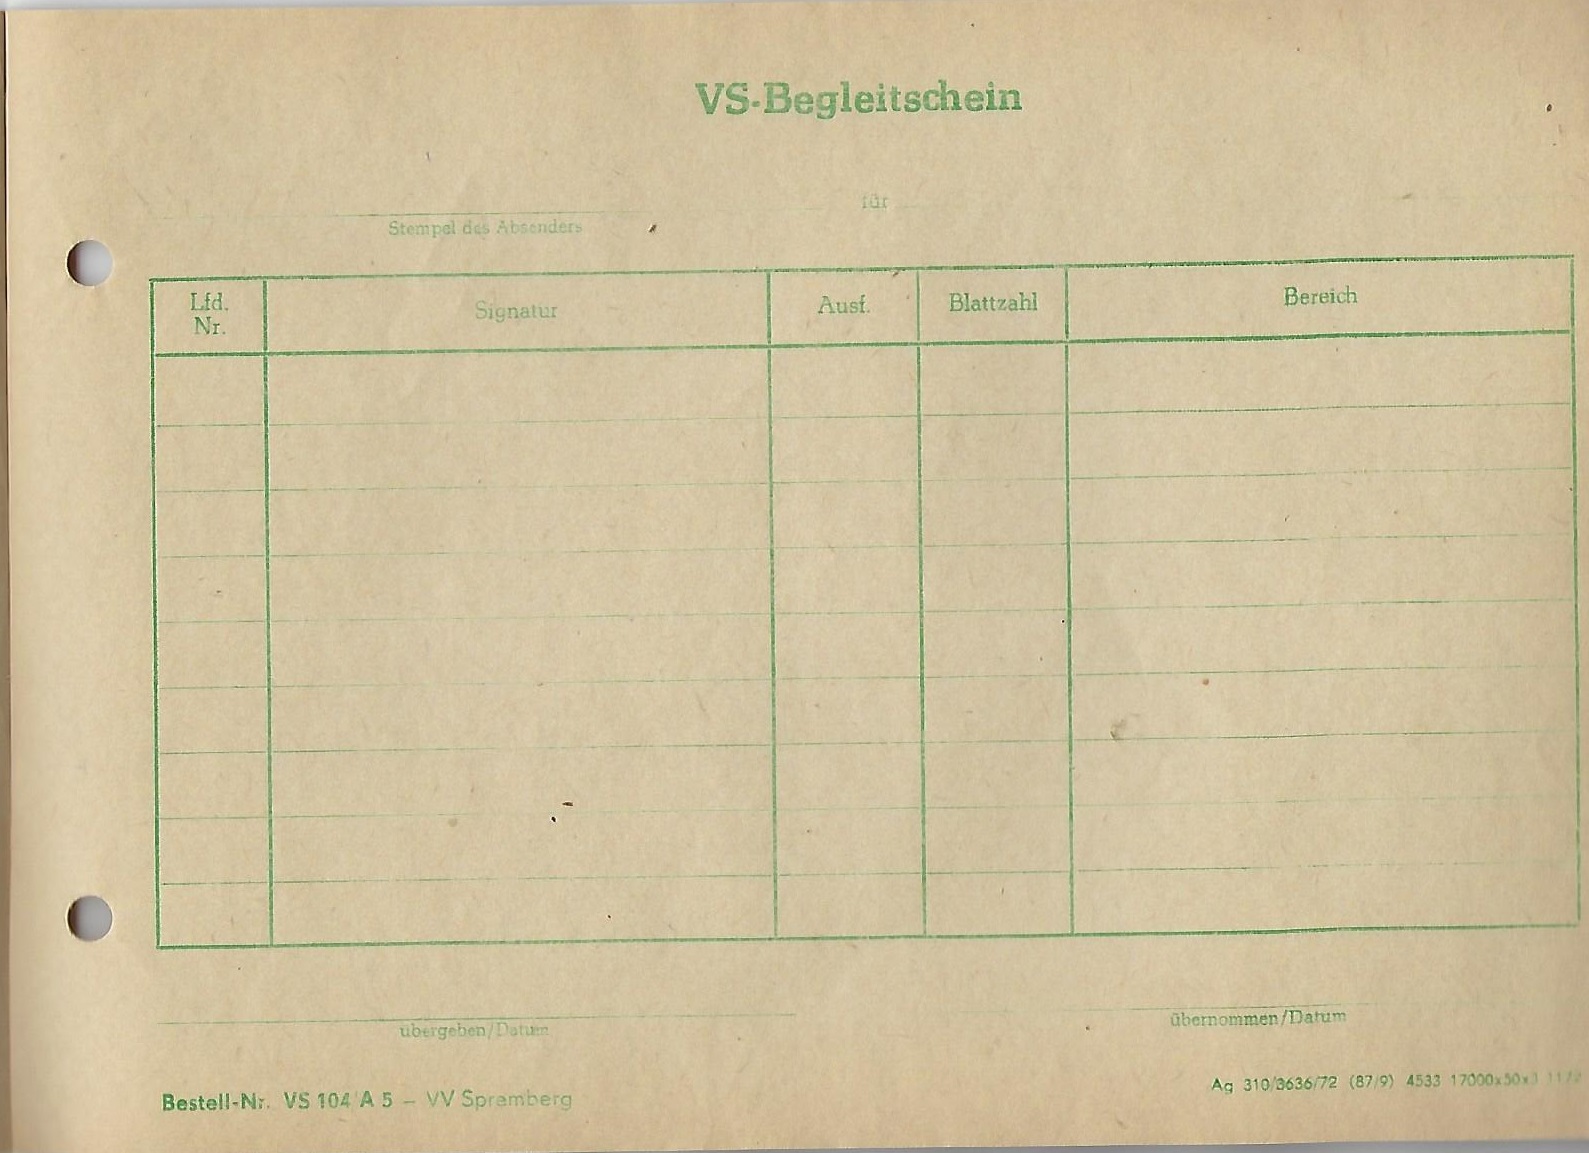 VS-Begleitschein
für
Stempel des Absenders
Lfd. Nr.
Signatur
Ausf.
Blattzahl
Bereich
übergeben/Datum
übernommen/Datum
Bestell-Nr. VS 104 A 5 – VV Spremberg
Ag 310/3636/72 (87/9) 4533 17000x50x